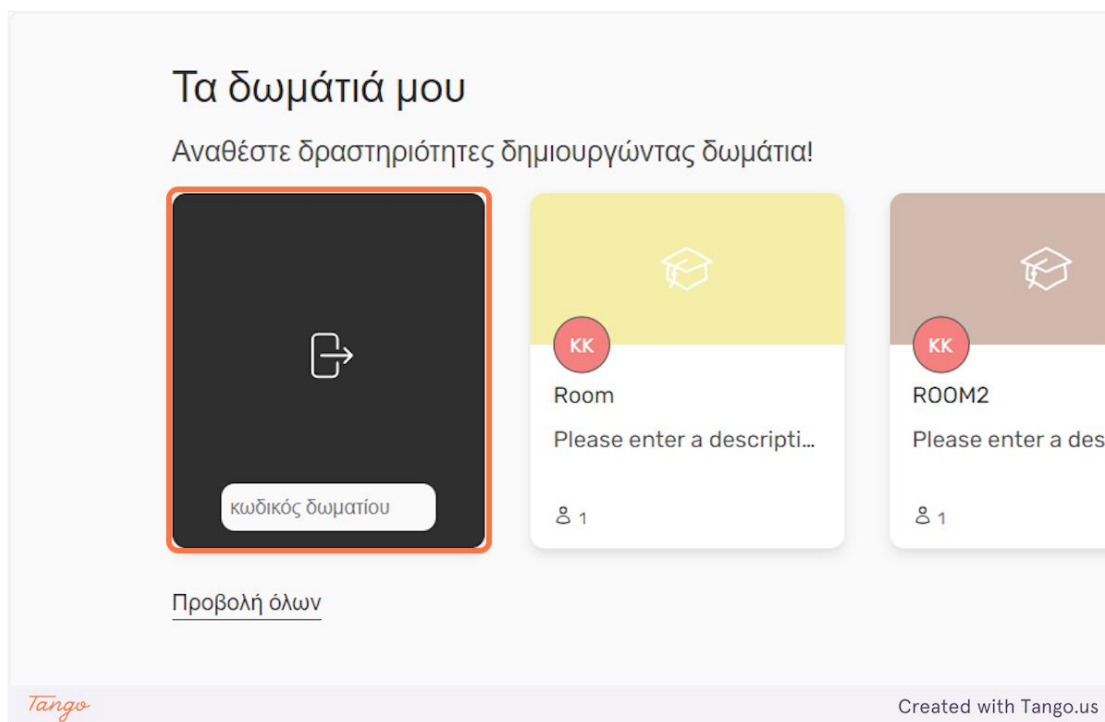 Τα δωμάτιά μου
Αναθέστε δραστηριότητες δημιουργώντας δωμάτια!
κωδικός δωματίου
KK
Room
Please enter a descripti...
1
KK
ROOM2
Please enter a des
1
Προβολή όλων
Tango
Created with Tango.us